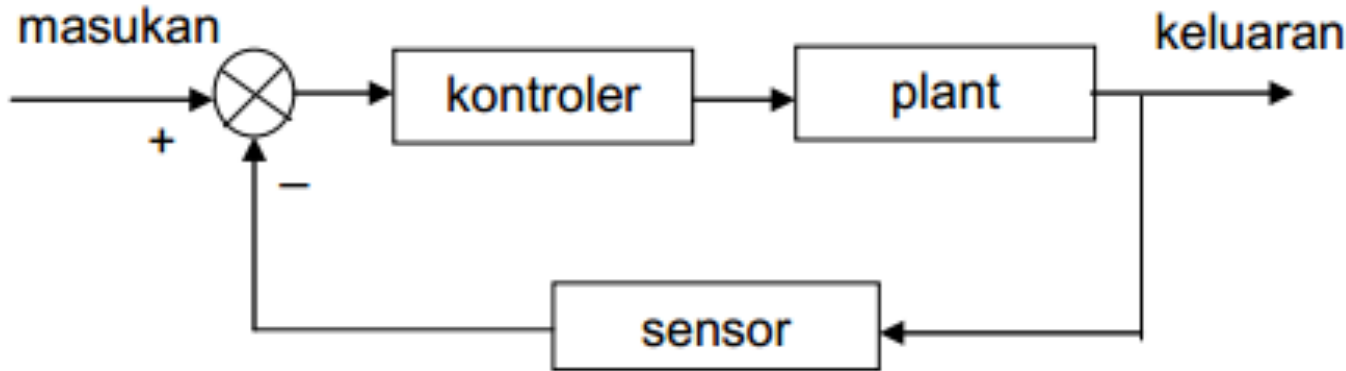 masukan
keluaran
kontroler
plant
+
–
sensor